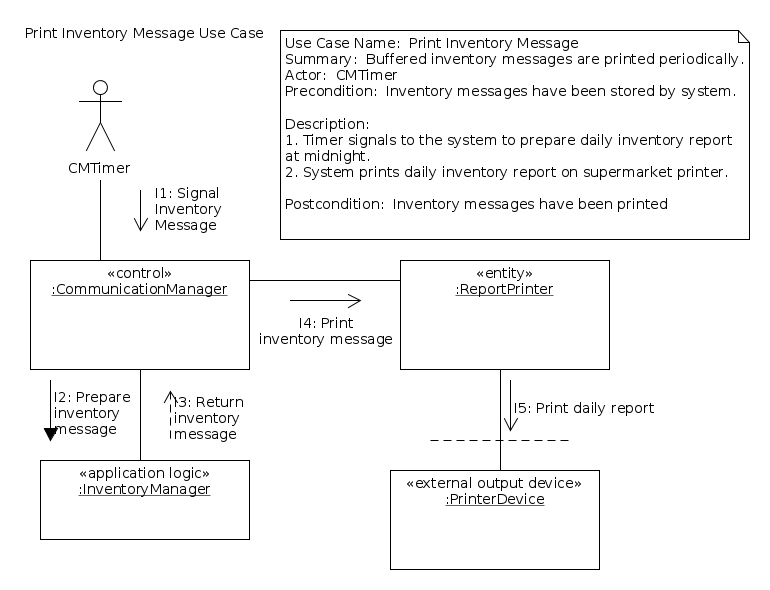 Print Inventory Message Use Case
Use Case Name:  Print Inventory Message
Summary:  Buffered inventory messages are printed periodically.
Actor:  CMTimer
Precondition:  Inventory messages have been stored by system.
Description:
1. Timer signals to the system to prepare daily inventory report
at midnight.
2. System prints daily inventory report on supermarket printer.
Postcondition:  Inventory messages have been printed
CMTimer
I1: Signal
Inventory
Message
«control»
:CommunicationManager
I4: Print
inventory message
«entity»
:ReportPrinter
I2: Prepare
inventory
message
I3: Return
inventory
message
I5: Print daily report
«application logic»
:InventoryManager
«external output device»
:PrinterDevice